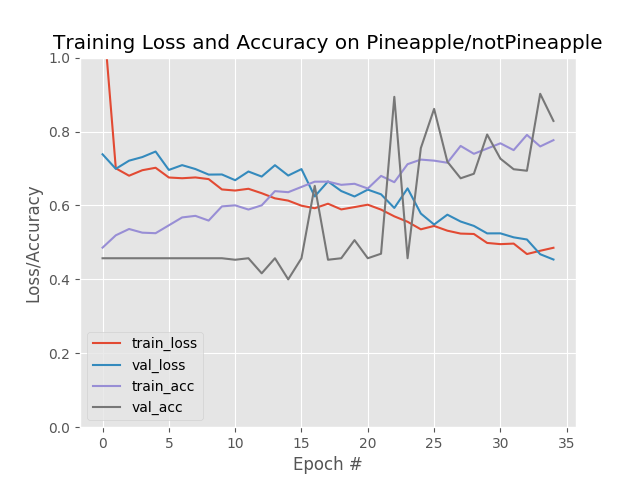 Training Loss and Accuracy on Pineapple/notPineapple
Loss/Accuracy
1.0
0.8
0.6
0.4
0.2
0.0
train_loss
val_loss
train_acc
val_acc
0 5 10 15 20 25 30 35
Epoch #